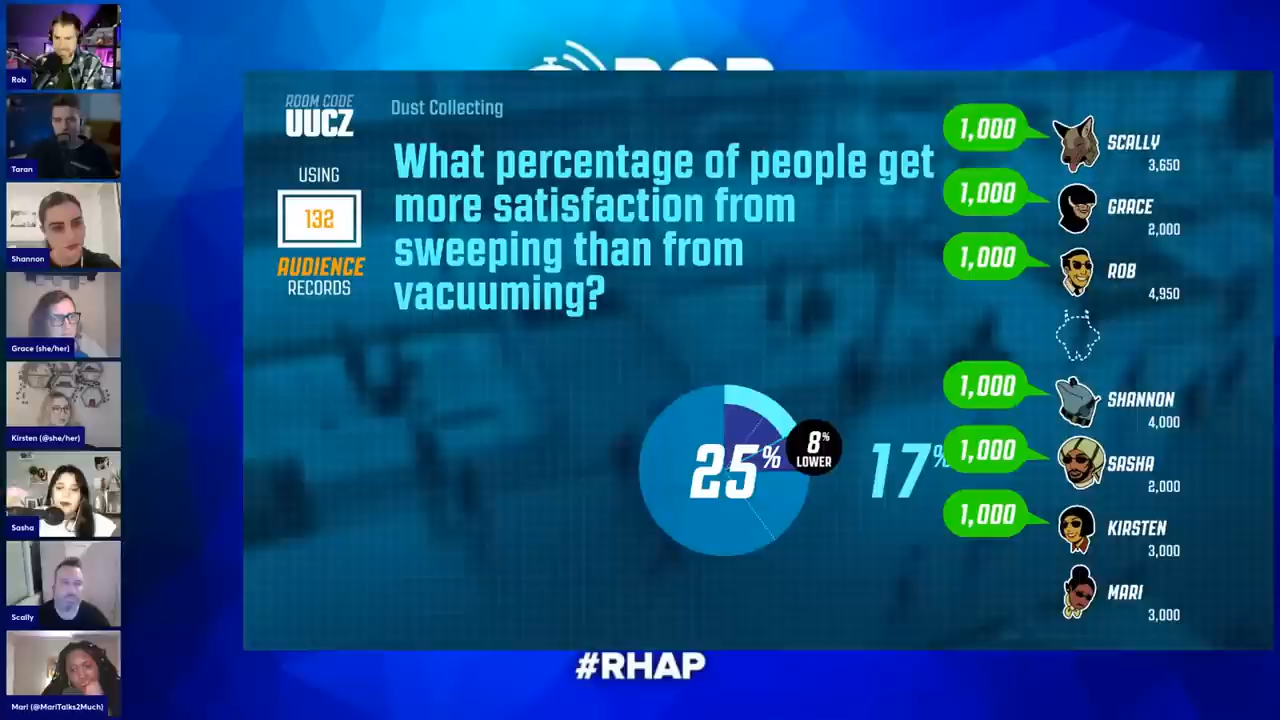 Rob
Taran
Shannon
Grace (she/her)
Kirsten (@she/her)
Sasha
Scally
Mari (@MariTalks2Much)
ROOM CODE
UUCZ
USING
132
AUDIENCE
RECORDS
Dust Collecting
What percentage of people get
more satisfaction from
sweeping than from
vacuuming?
25%
8%
LOWER
17%
1,000
SCALLY
3,650
1,000
GRACE
2,000
1,000
ROB
4,950
1,000
SHANNON
4,000
1,000
SASHA
2,000
1,000
KIRSTEN
3,000
MARI
3,000
#RHAP